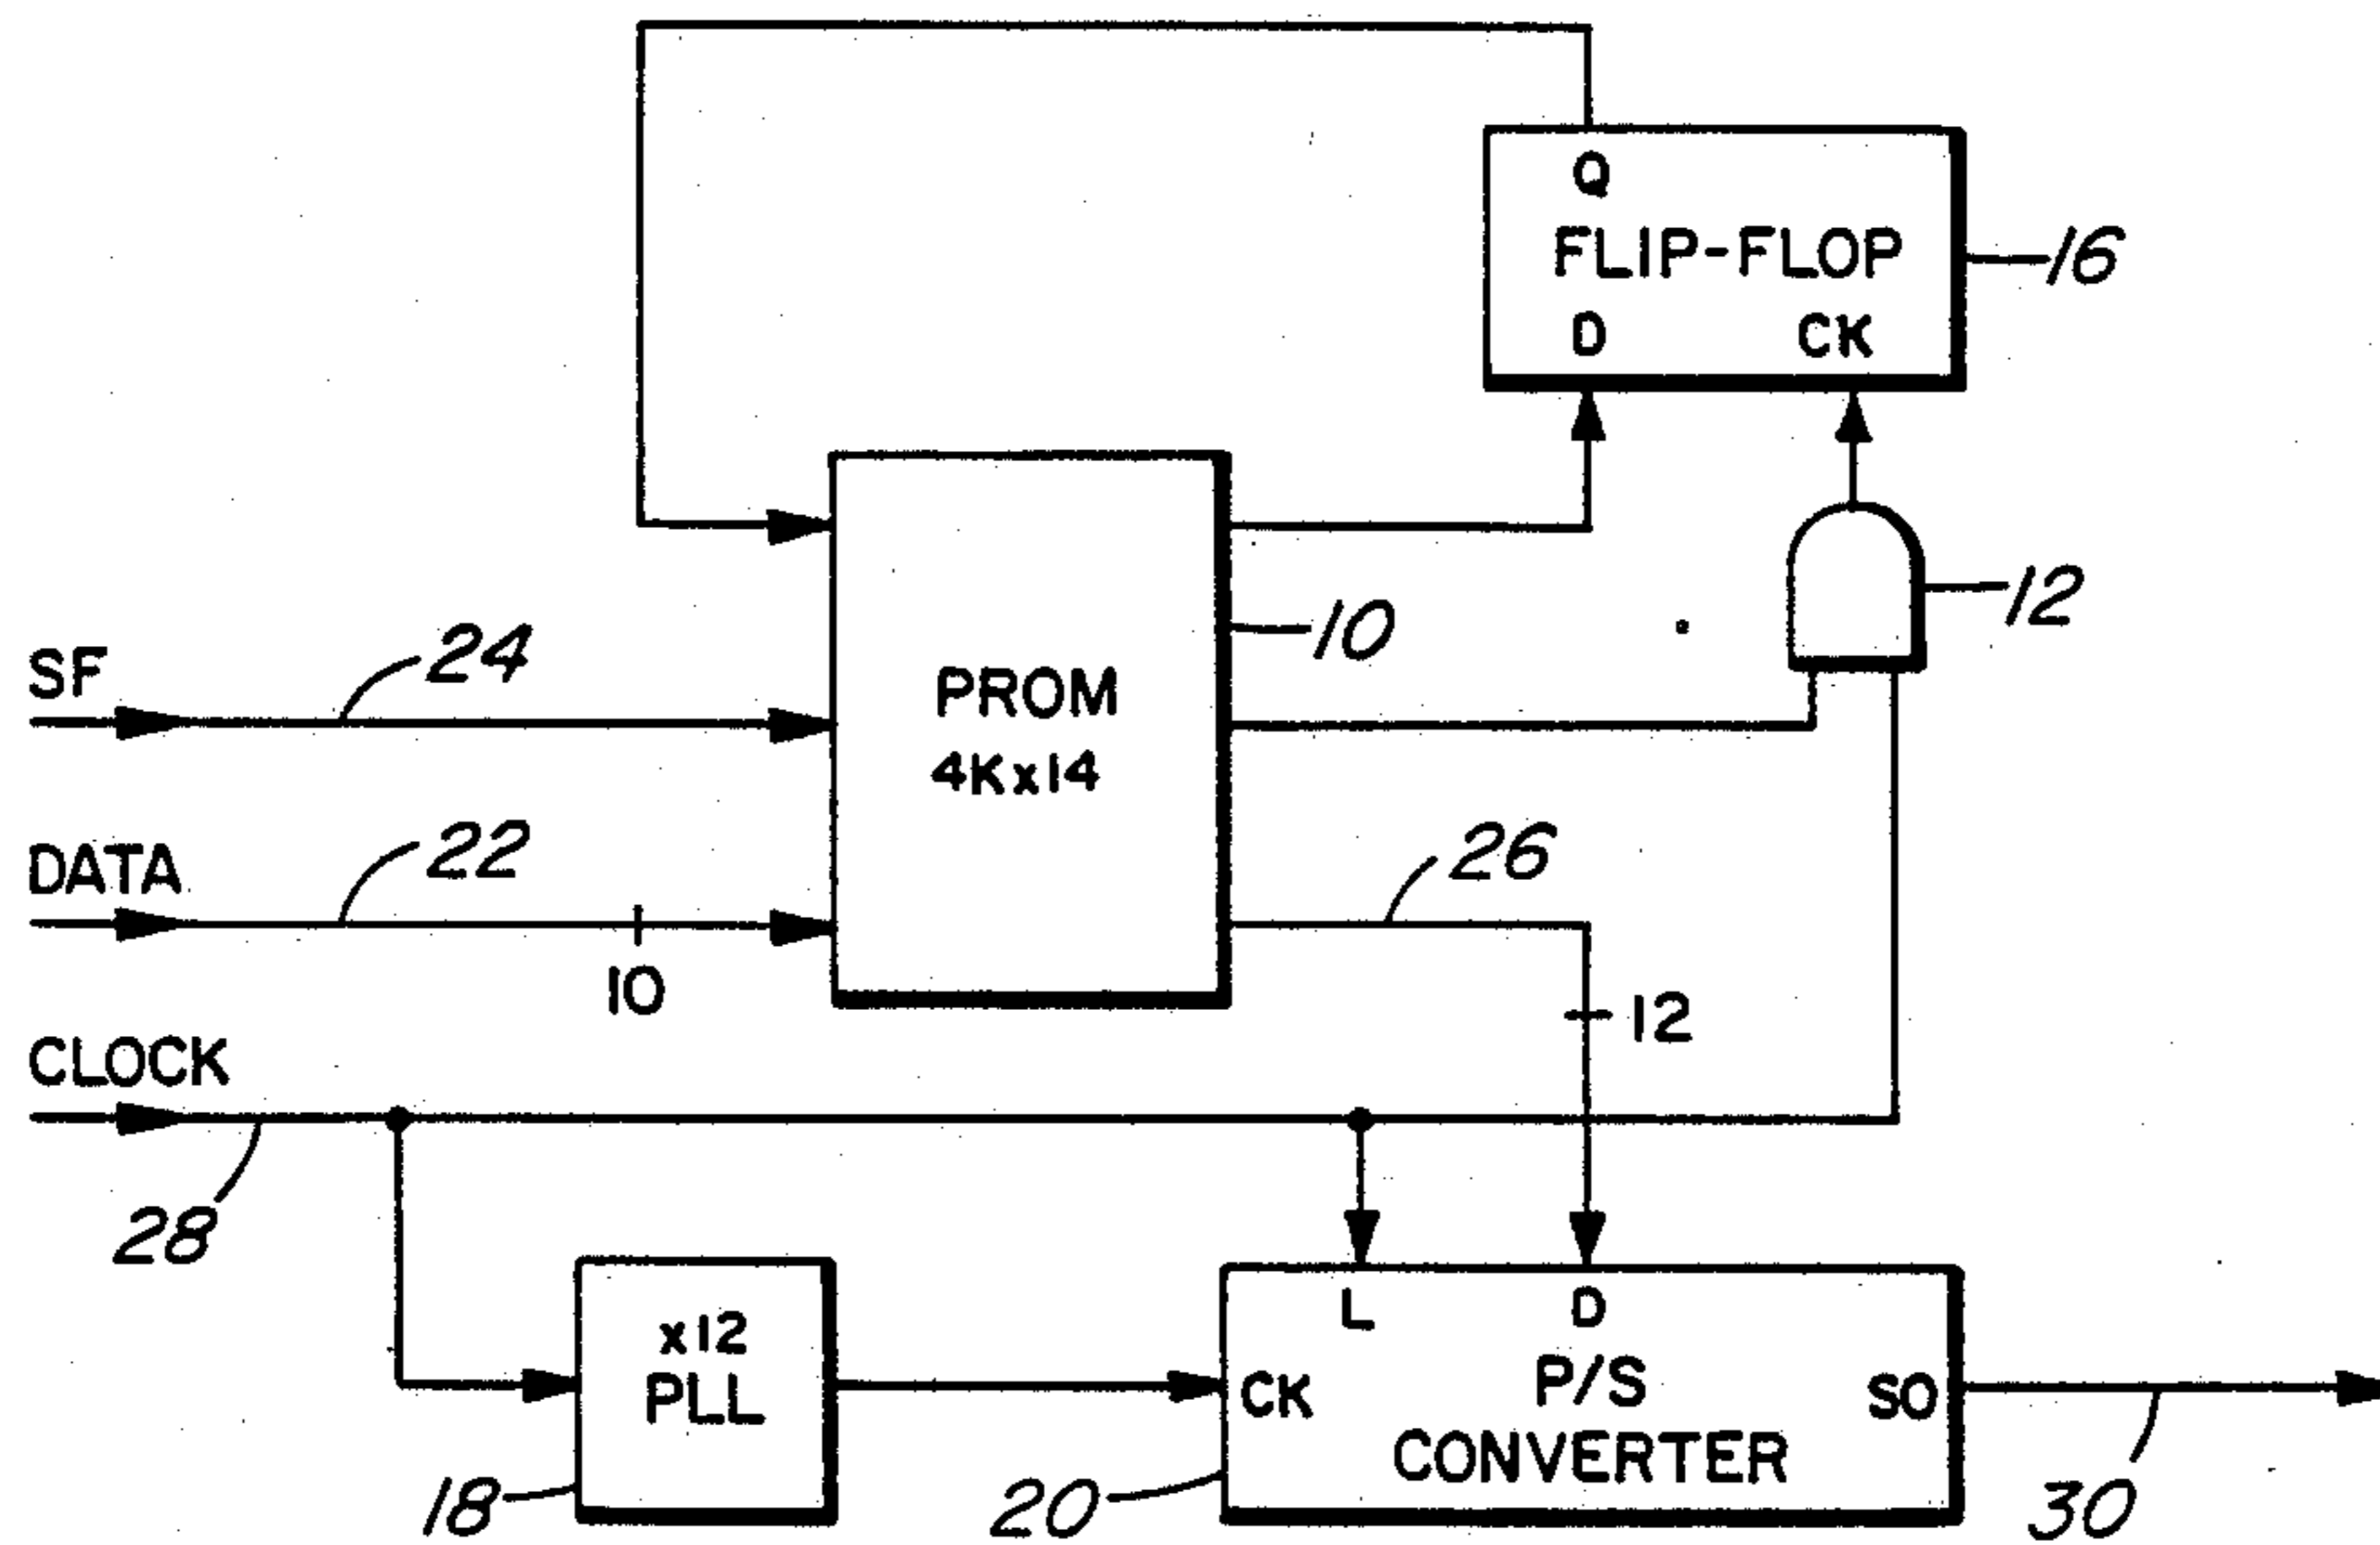 Q
FLIP-FLOP
D CK
16
12
10
SF
24
PROM
4Kx14
DATA
22
10
26
12
CLOCK
28
x12
PLL
18
L D
CK P/S SO
CONVERTER
20
30